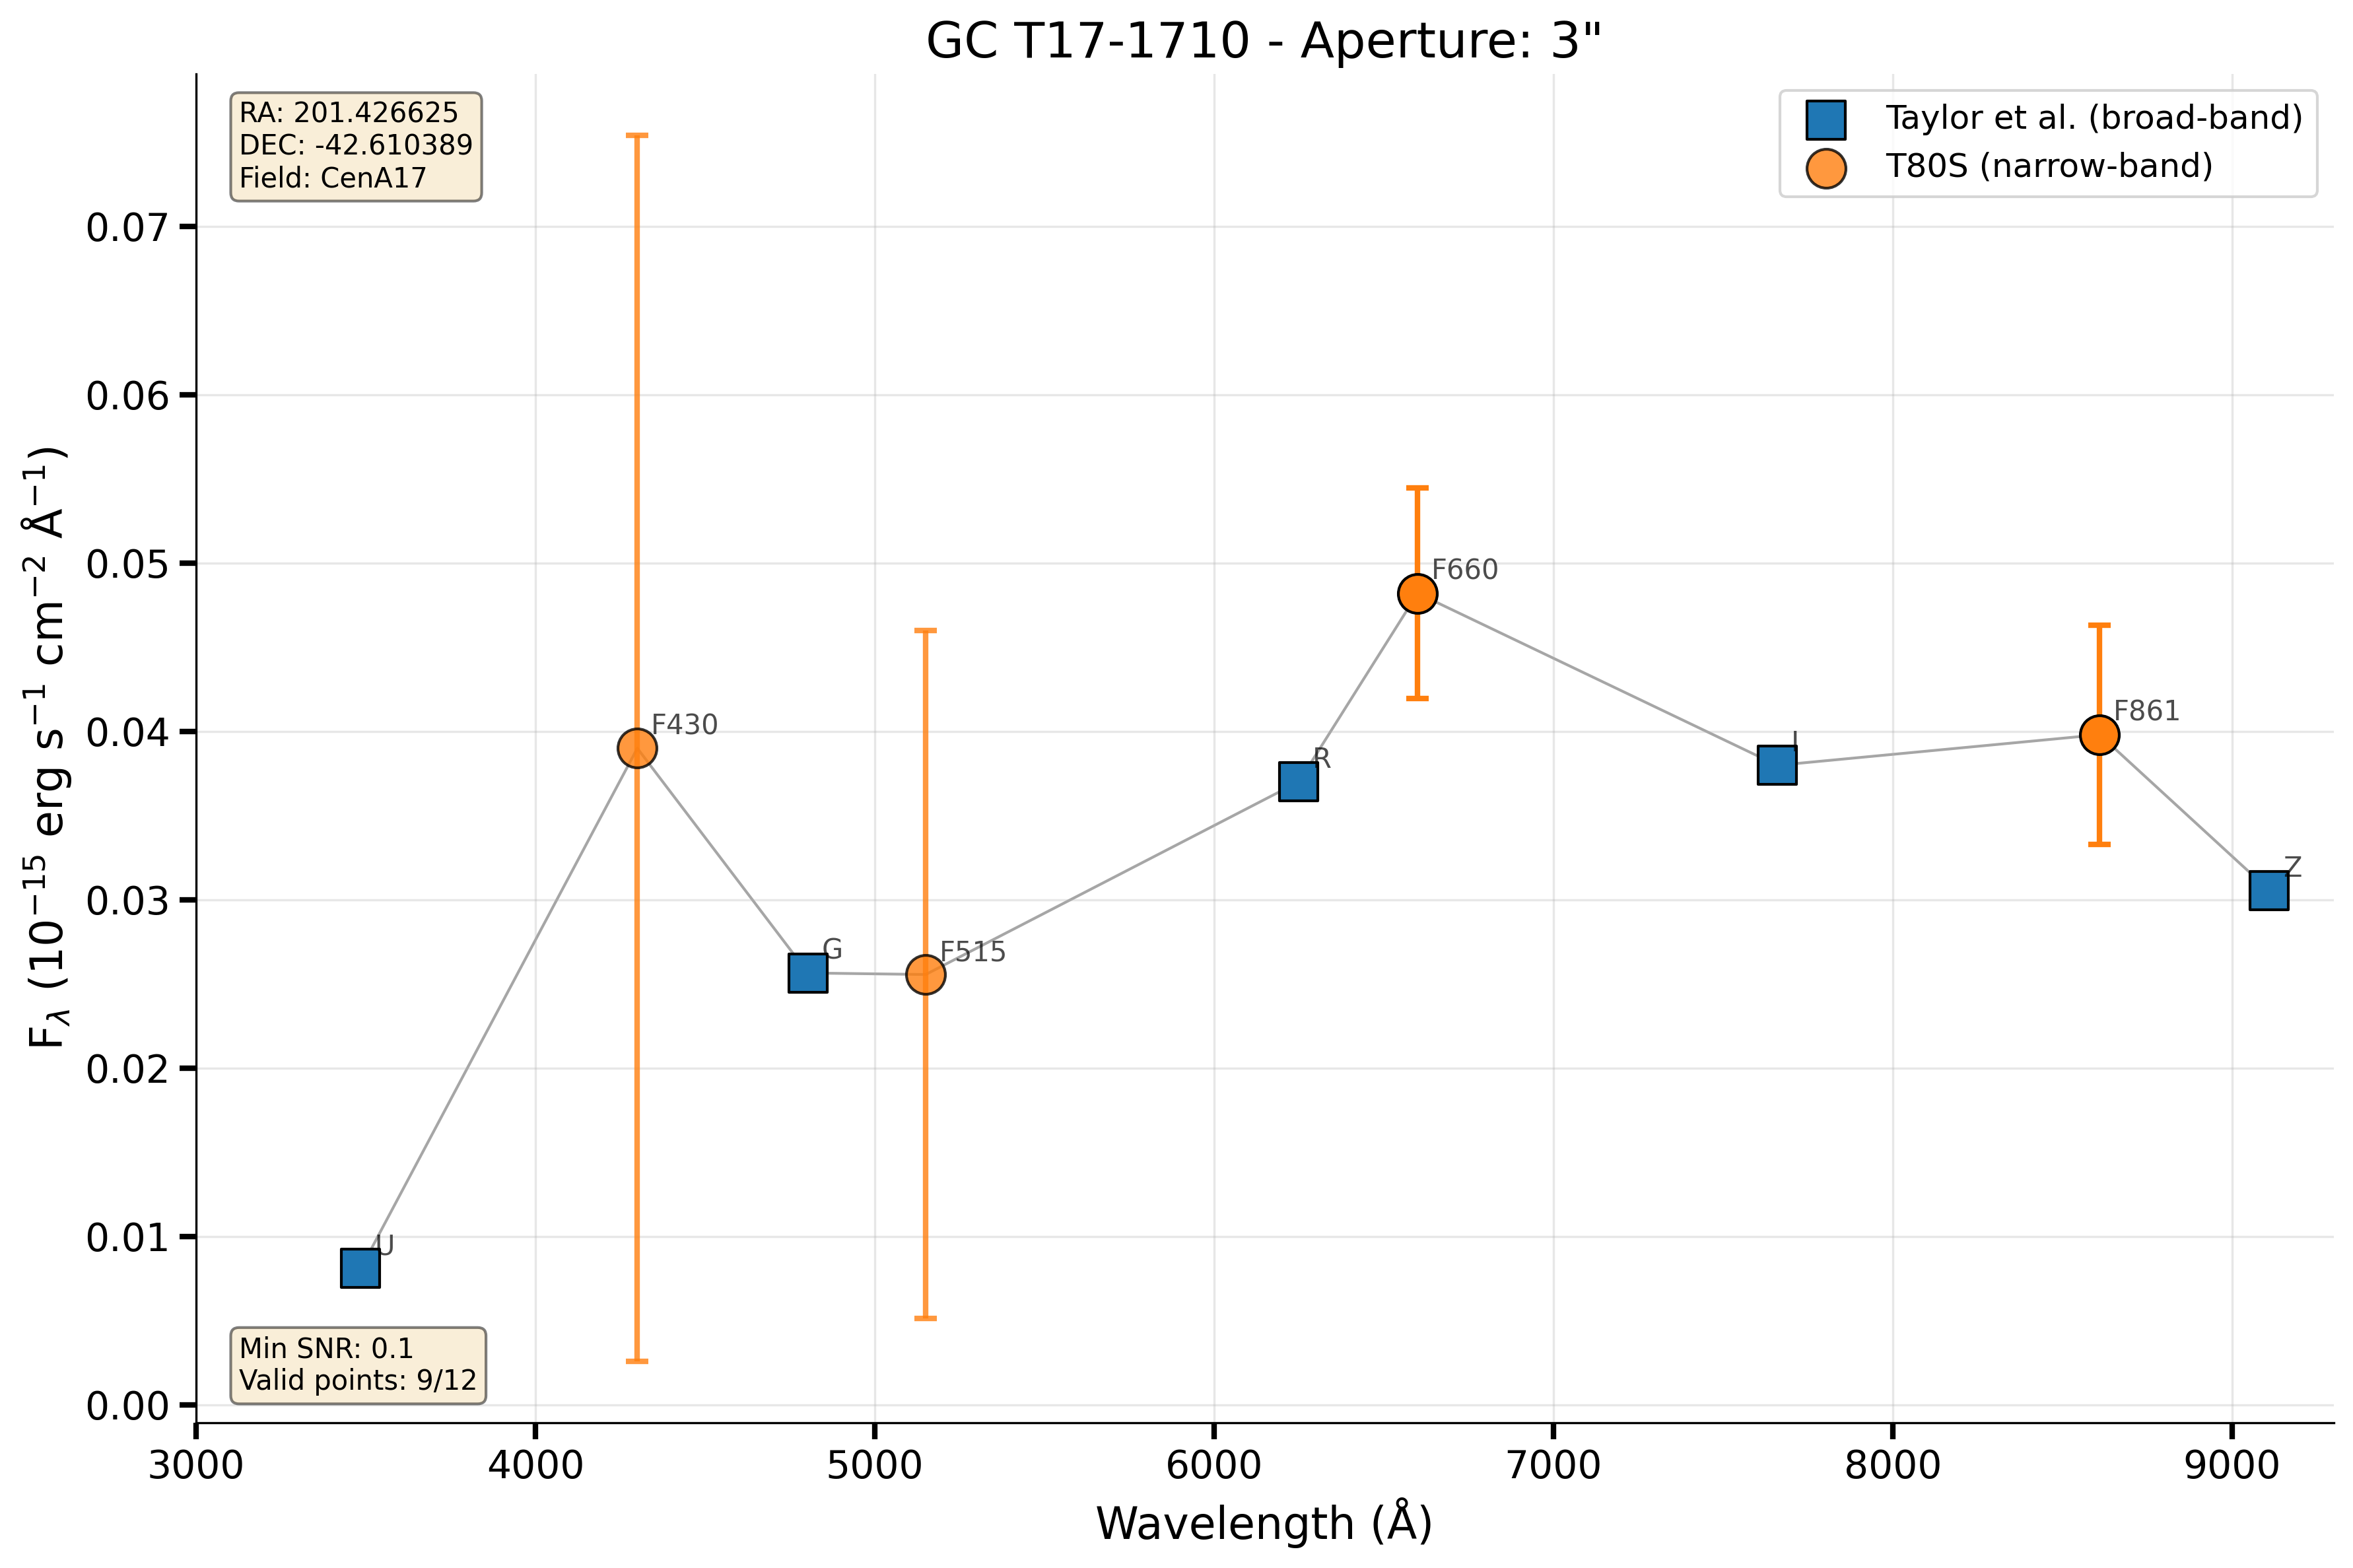 GC T17-1710 - Aperture: 3"
RA: 201.426625
DEC: -42.610389
Field: CenA17
Taylor et al. (broad-band)
T80S (narrow-band)
F_λ (10⁻¹⁵ erg s⁻¹ cm⁻² Å⁻¹)
0.07
0.06
0.05
0.04
0.03
0.02
0.01
0.00
U
F430
G
F515
R
F660
I
F861
Z
Min SNR: 0.1
Valid points: 9/12
3000 4000 5000 6000 7000 8000 9000
Wavelength (Å)